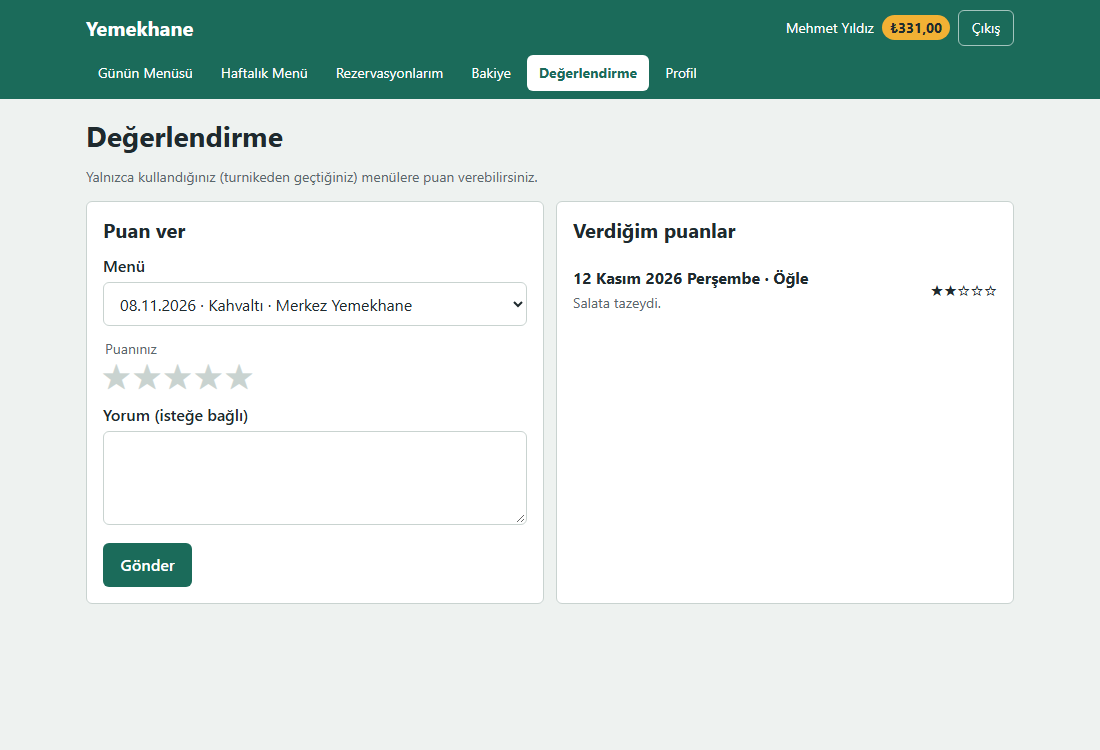 Yemekhane
Mehmet Yıldız ₺331,00 Çıkış
Günün Menüsü Haftalık Menü Rezervasyonlarım Bakiye Değerlendirme Profil
Değerlendirme
Yalnızca kullandığınız (turnikeden geçtiğiniz) menülere puan verebilirsiniz.
Puan ver
Menü
08.11.2026 · Kahvaltı · Merkez Yemekhane
Puanınız
★★★★★
Yorum (isteğe bağlı)
Gönder
Verdiğim puanlar
12 Kasım 2026 Perşembe · Öğle
Salata tazeydi.
★★☆☆☆